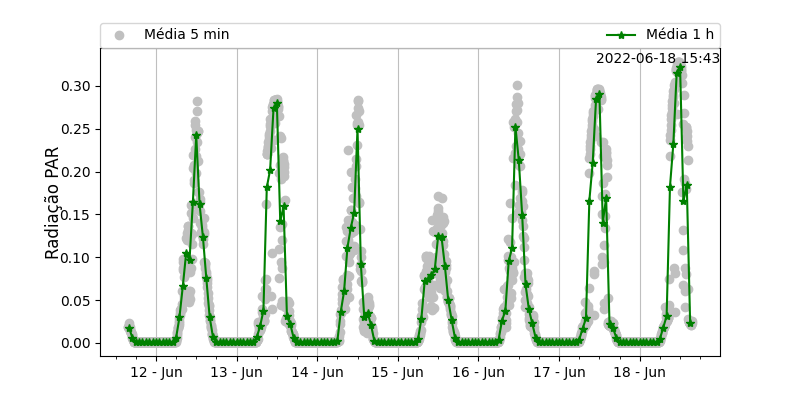 Média 5 min
Média 1 h
2022-06-18 15:43
0.30
0.25
0.20
0.15
0.10
0.05
0.00
Radiação PAR
12 - Jun
13 - Jun
14 - Jun
15 - Jun
16 - Jun
17 - Jun
18 - Jun